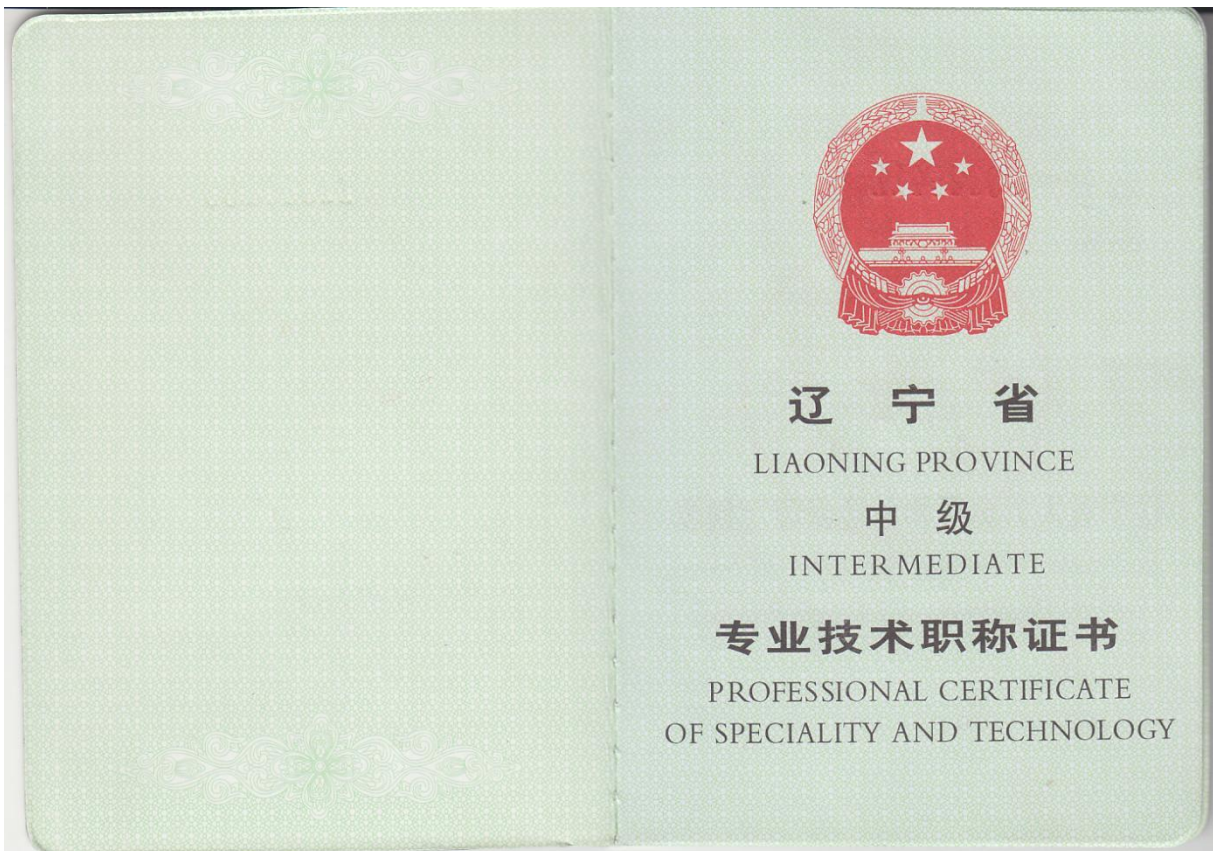 辽宁省
LIAONING PROVINCE
中级
INTERMEDIATE
专业技术职称证书
PROFESSIONAL CERTIFICATE
OF SPECIALITY AND TECHNOLOGY